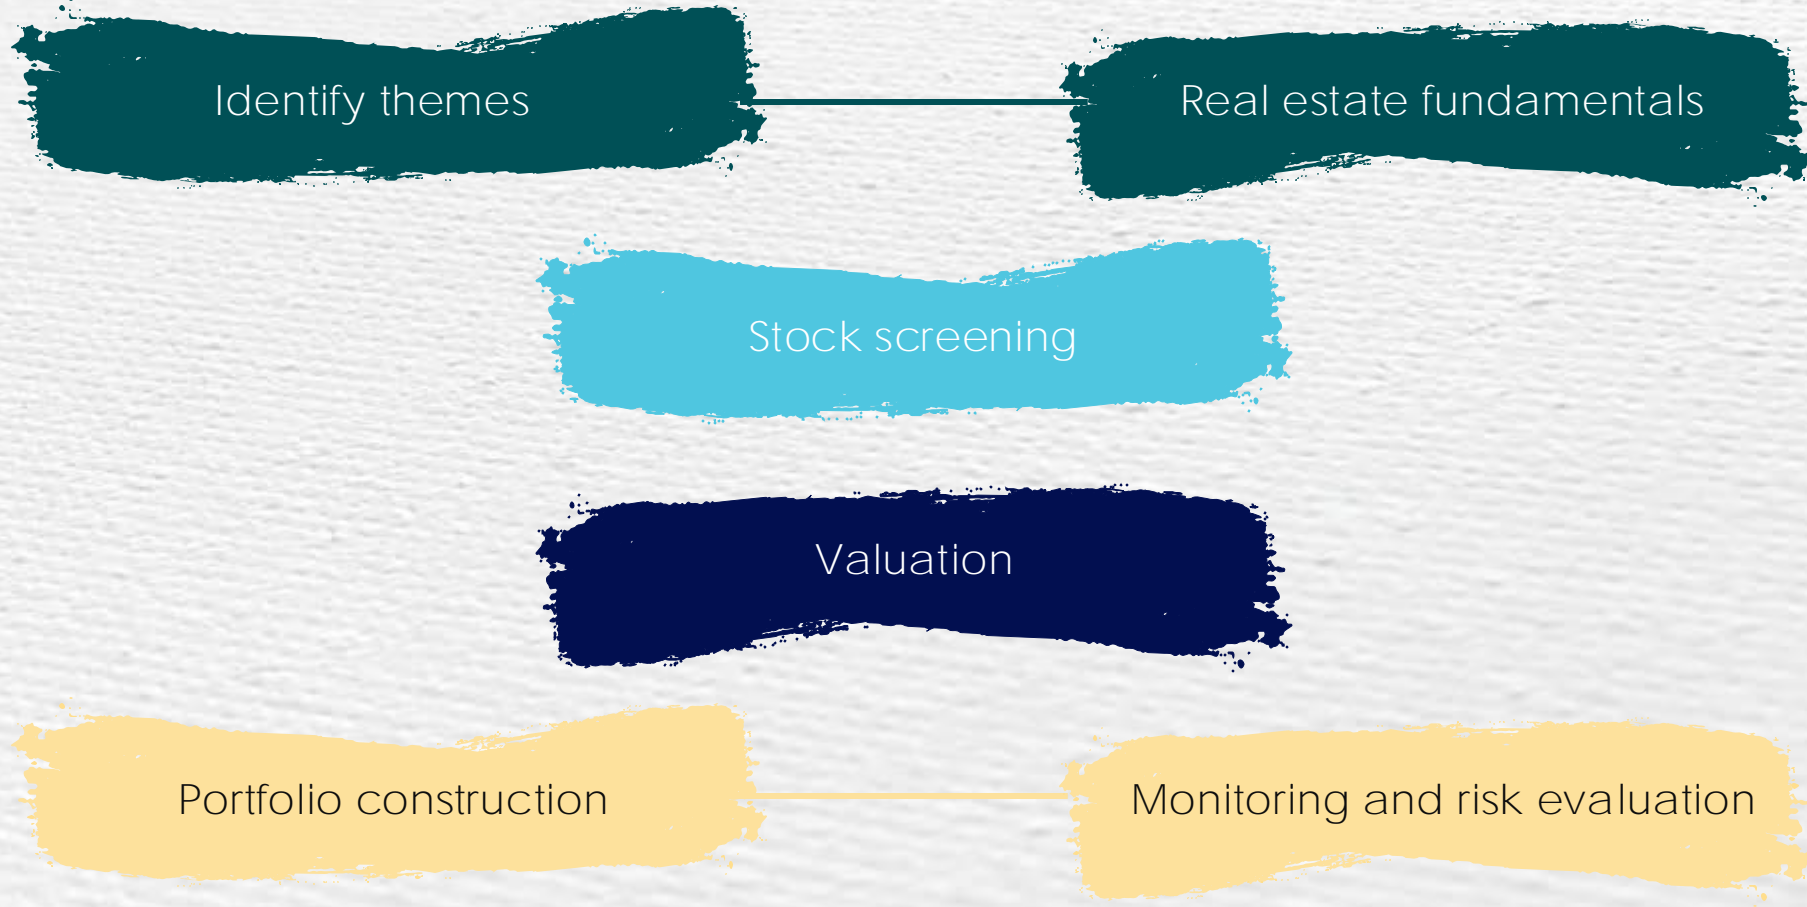 Identify themes
Real estate fundamentals
Stock screening
Valuation
Portfolio construction
Monitoring and risk evaluation